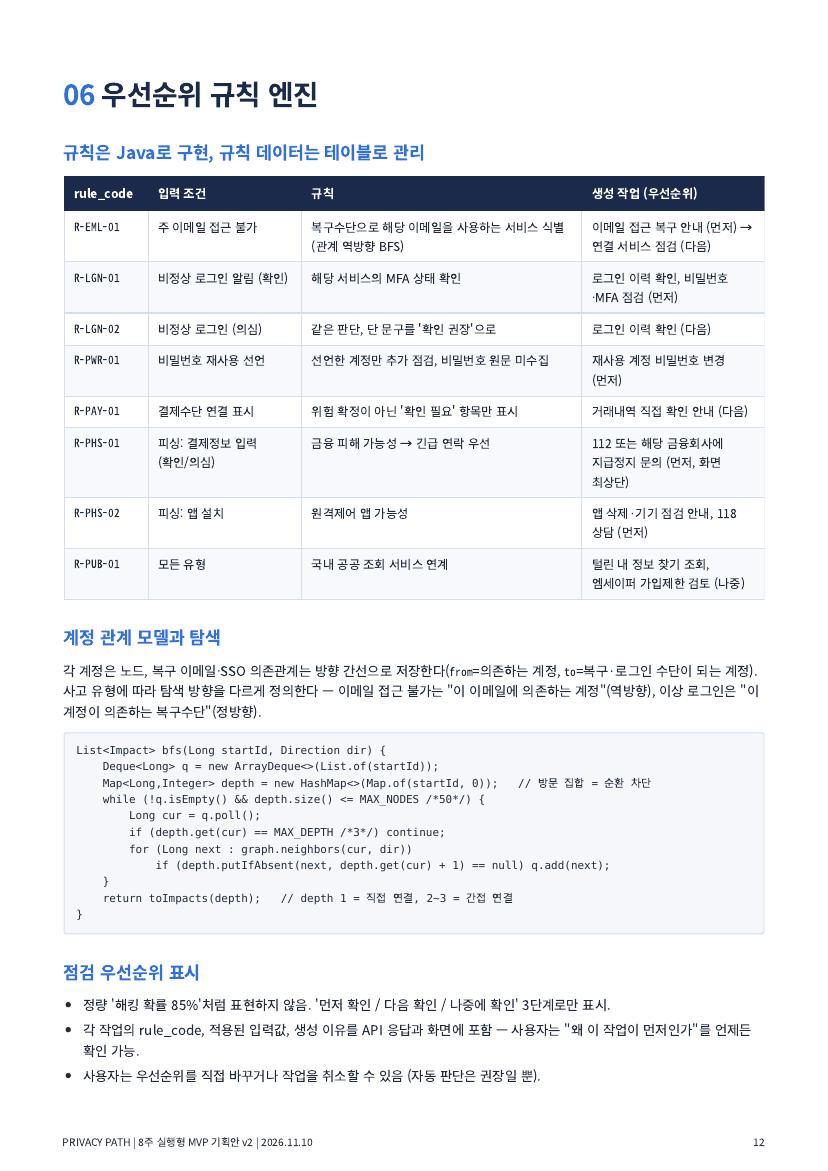 06 우선순위 규칙 엔진
규칙은 Java로 구현, 규칙 데이터는 테이블로 관리
rule_code 입력 조건 규칙 생성 작업 (우선순위)
R-EML-01 주 이메일 접근 불가 복구수단으로 해당 이메일을 사용하는 서비스 식별 이메일 접근 복구 안내 (먼저) →
(관계 역방향 BFS) 연결 서비스 점검 (다음)
R-LGN-01 비정상 로그인 알림 (확인) 해당 서비스의 MFA 상태 확인 로그인 이력 확인, 비밀번호
·MFA 점검 (먼저)
R-LGN-02 비정상 로그인 (의심) 같은 판단, 단 문구를 '확인 권장'으로 로그인 이력 확인 (다음)
R-PWR-01 비밀번호 재사용 선언 선언한 계정만 추가 점검, 비밀번호 원문 미수집 재사용 계정 비밀번호 변경
(먼저)
R-PAY-01 결제수단 연결 표시 위험 확정이 아닌 '확인 필요' 항목만 표시 거래내역 직접 확인 안내 (다음)
R-PHS-01 피싱: 결제정보 입력 금융 피해 가능성 → 긴급 연락 우선 112 또는 해당 금융회사에
(확인/의심) 지급정지 문의 (먼저, 화면
최상단)
R-PHS-02 피싱: 앱 설치 원격제어 앱 가능성 앱 삭제·기기 점검 안내, 118
상담 (먼저)
R-PUB-01 모든 유형 국내 공공 조회 서비스 연계 털린 내 정보 찾기 조회,
엠세이퍼 가입제한 검토 (나중)
계정 관계 모델과 탐색
각 계정은 노드, 복구 이메일·SSO 의존관계는 방향 간선으로 저장한다(from=의존하는 계정, to=복구·로그인 수단이 되는 계정).
사고 유형에 따라 탐색 방향을 다르게 정의한다 — 이메일 접근 불가는 "이 이메일에 의존하는 계정"(역방향), 이상 로그인은 "이
계정이 의존하는 복구수단"(정방향).
List<Impact> bfs(Long startId, Direction dir) {
    Deque<Long> q = new ArrayDeque<>(List.of(startId));
    Map<Long,Integer> depth = new HashMap<>(Map.of(startId, 0));   // 방문 집합 = 순환 차단
    while (!q.isEmpty() && depth.size() <= MAX_NODES /*50*/) {
        Long cur = q.poll();
        if (depth.get(cur) == MAX_DEPTH /*3*/) continue;
        for (Long next : graph.neighbors(cur, dir))
            if (depth.putIfAbsent(next, depth.get(cur) + 1) == null) q.add(next);
    }
    return toImpacts(depth);   // depth 1 = 직접 연결, 2~3 = 간접 연결
}
점검 우선순위 표시
• 정량 '해킹 확률 85%'처럼 표현하지 않음. '먼저 확인 / 다음 확인 / 나중에 확인' 3단계로만 표시.
• 각 작업의 rule_code, 적용된 입력값, 생성 이유를 API 응답과 화면에 포함 — 사용자는 "왜 이 작업이 먼저인가"를 언제든
확인 가능.
• 사용자는 우선순위를 직접 바꾸거나 작업을 취소할 수 있음 (자동 판단은 권장일 뿐).
PRIVACY PATH | 8주 실행형 MVP 기획안 v2 | 2026.11.10 12